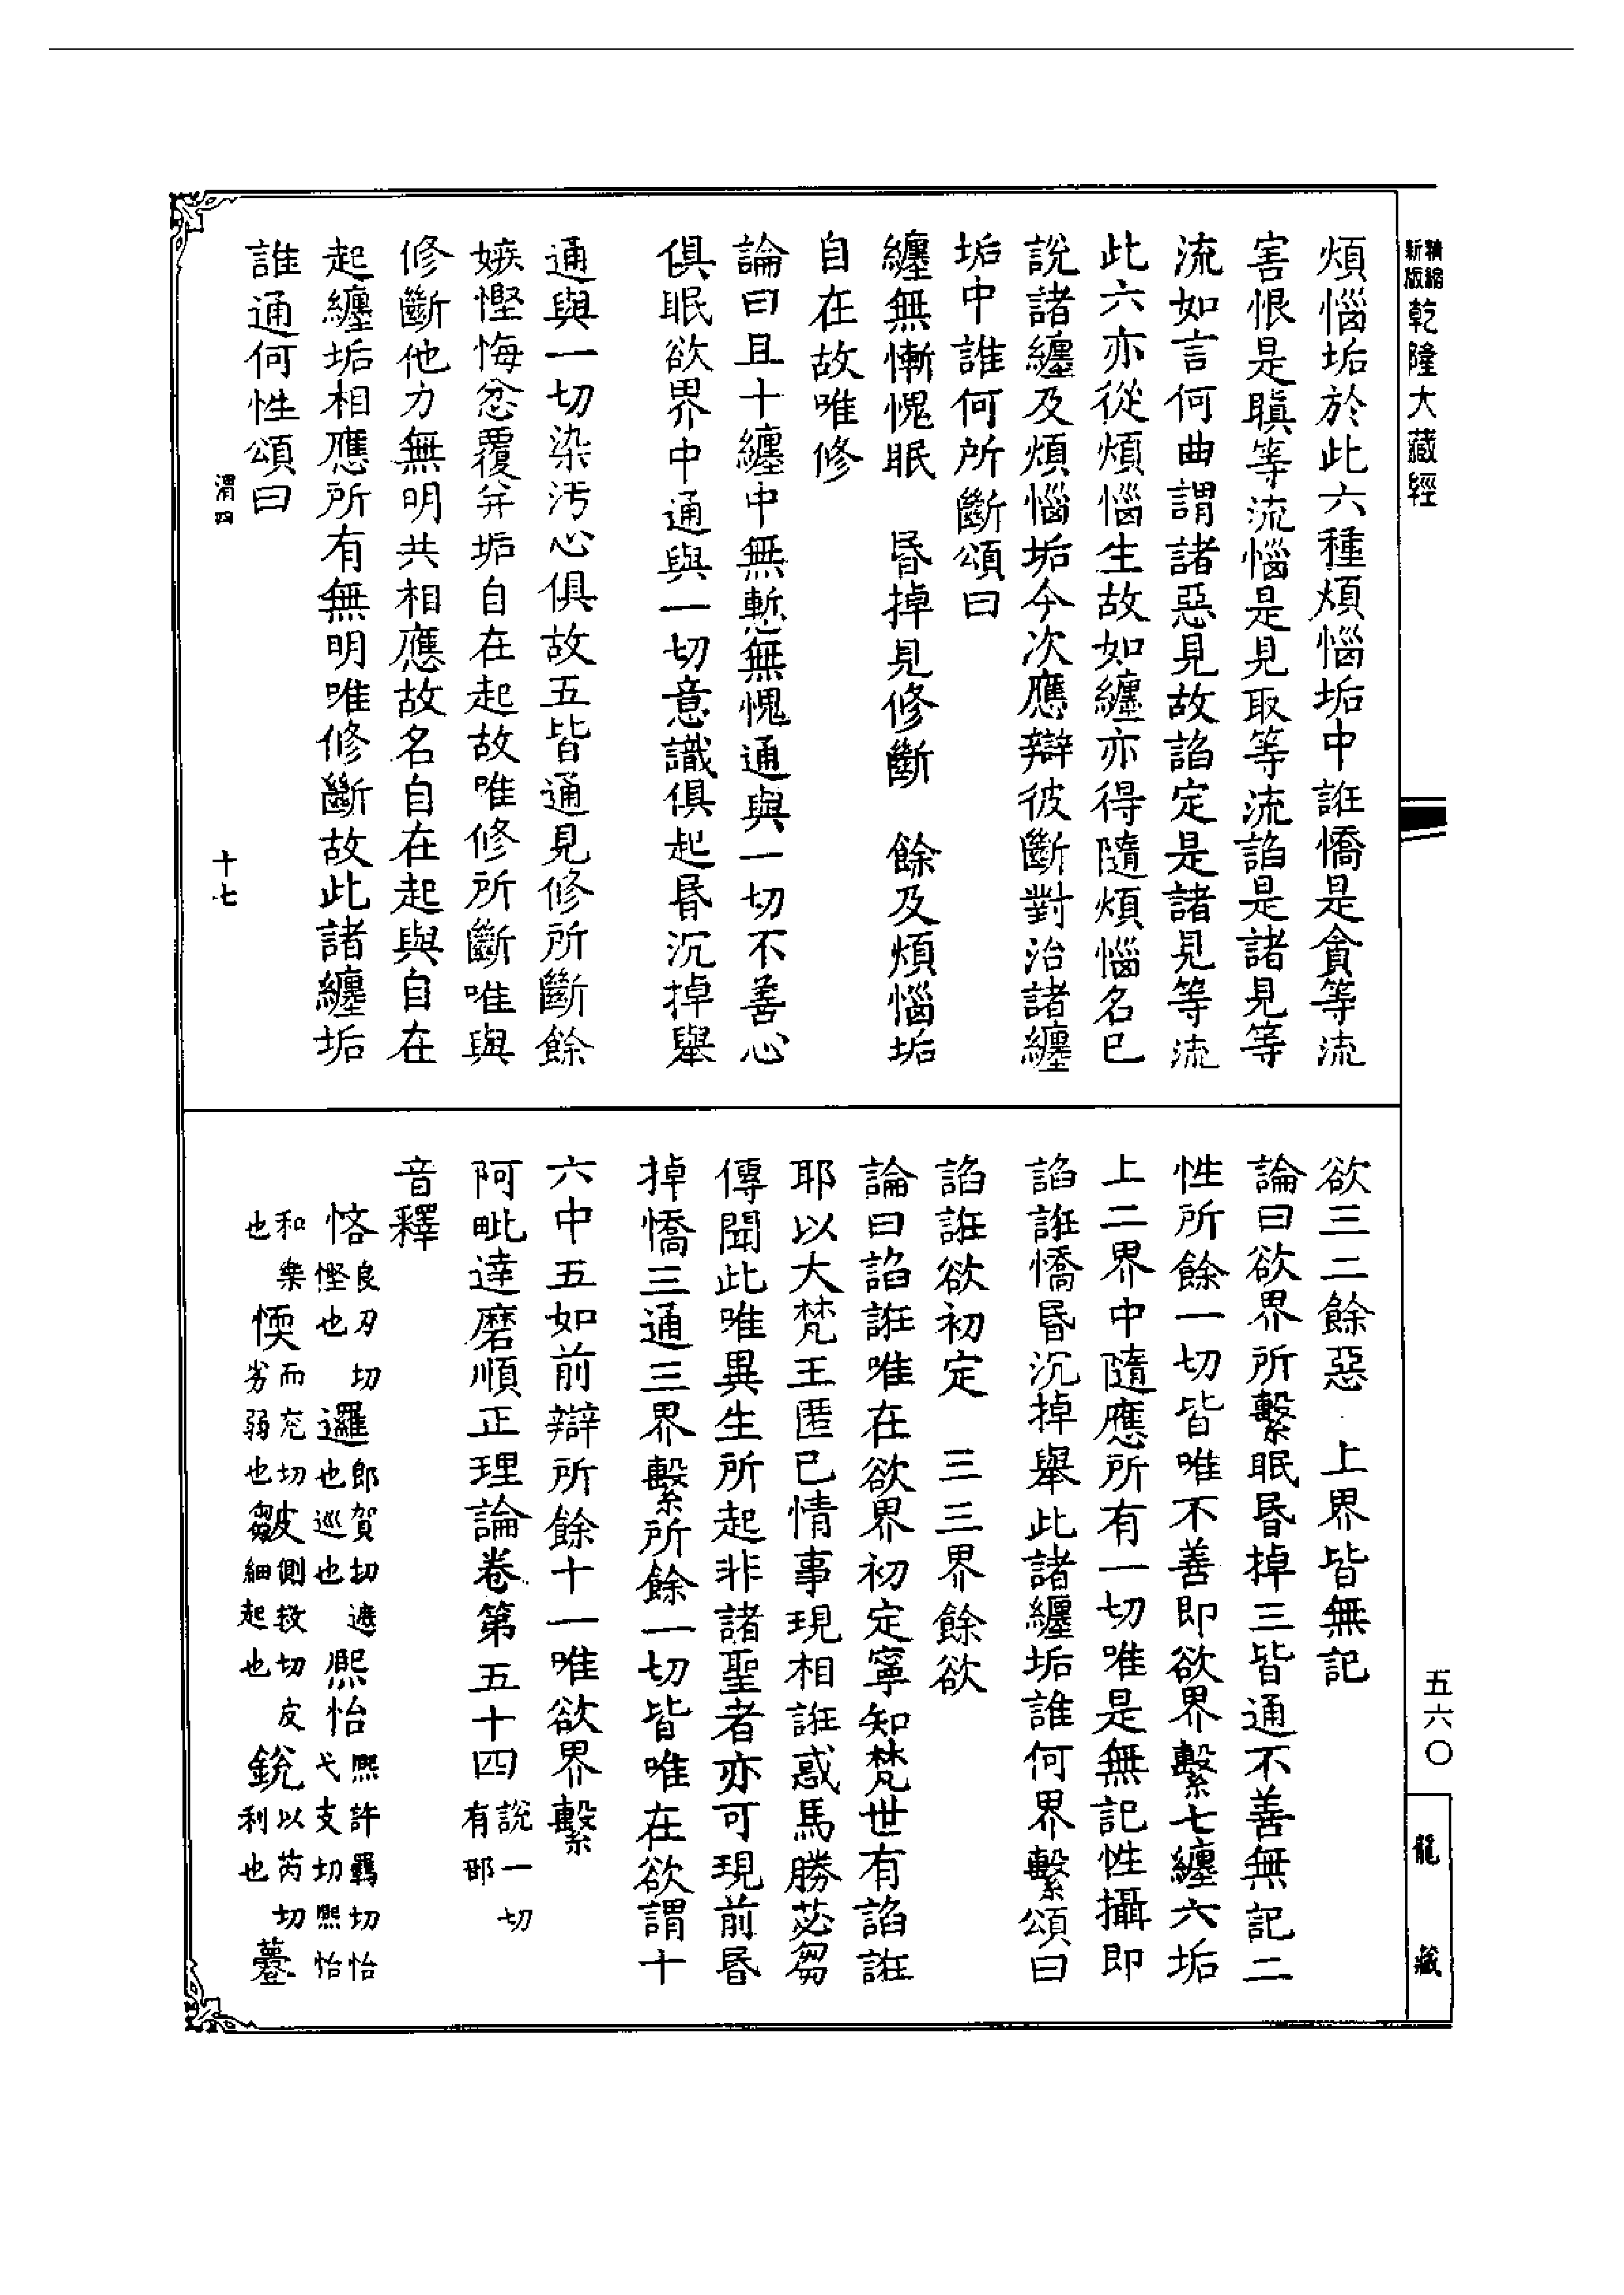 精縮
新版
乾隆大藏經
煩惱垢於此六種煩惱垢中誑憍是貪等流
害恨是瞋等流惱是見取等流諂是諸見等
流如言何曲謂諸惡見故諂定是諸見等流
此六亦從煩惱生故如纏亦得隨煩惱名已
說諸纏及煩惱垢今次應辯彼斷對治諸纏
垢中誰何所斷頌曰
纏無慚愧眠　昏掉見修斷　餘及煩惱垢
自在故唯修
論曰且十纏中無慙無愧通與一切不善心
俱眠欲界中通與一切意識俱起昏沉掉舉
通與一切染污心俱故五皆通見修所斷餘
嫉慳悔忿覆并垢自在起故唯修所斷唯與
修斷他力無明共相應故名自在起與自在
起纏垢相應所有無明唯修斷故此諸纏垢
誰通何性頌曰
渭四
十七
欲三二餘惡　上界皆無記
論曰欲界所繫眠昏掉三皆通不善無記二
性所餘一切皆唯不善即欲界繫七纏六垢
上二界中隨應所有一切唯是無記性攝即
諂誑憍昏沉掉舉此諸纏垢誰何界繫頌曰
諂誑欲初定　三三界餘欲
論曰諂誑唯在欲界初定寧知梵世有諂誑
耶以大梵王匿已情事現相誑惑馬勝苾芻
傳聞此唯異生所起非諸聖者亦可現前昏
掉憍三通三界繫所餘一切皆唯在欲謂十
六中五如前辯所餘十一唯欲界繫
阿毗達磨順正理論卷第五十四 說一切有部
音釋
悋 良刃切慳也 邏 郎賀切遮也巡也 熈怡 熈許羈切怡弋支切熈怡
和樂也 愞 而兖切劣弱也 皺 側救切皮細起也 銳 以芮切利也 薹
五六〇
龍藏